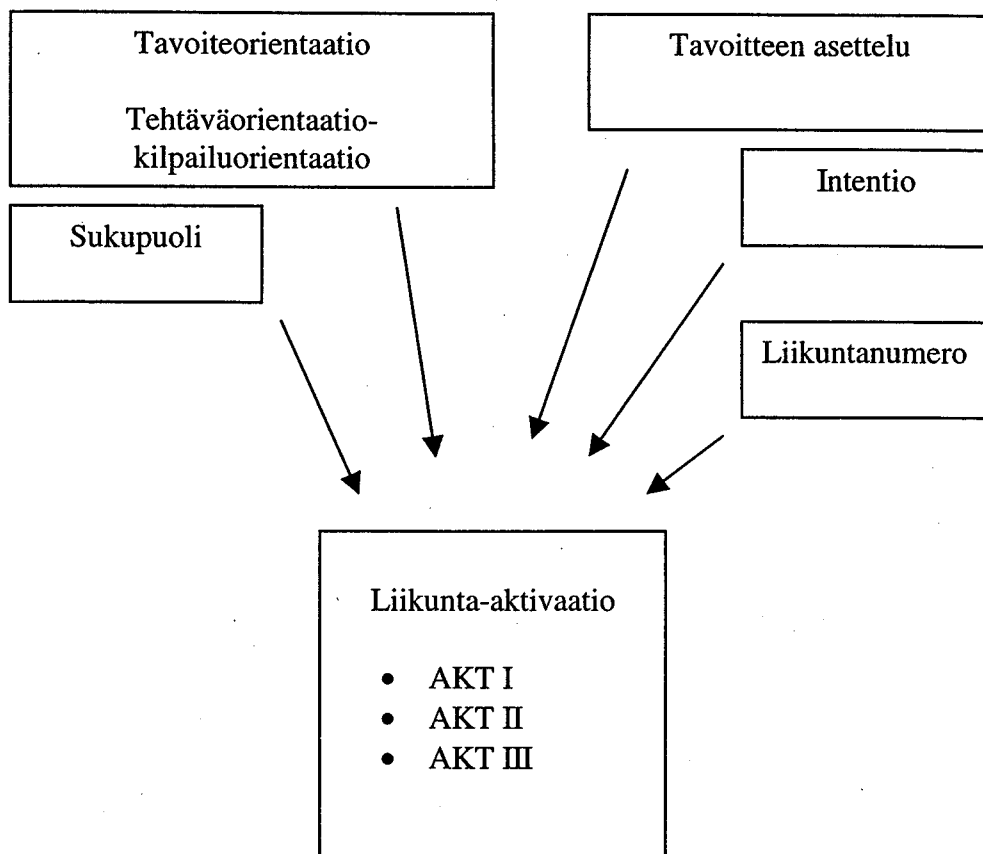 Tavoiteorientaatio
Tehtäväorientaatio-
kilpailuorientaatio
Tavoitteen asettelu
Intentio
Sukupuoli
Liikuntanumero
Liikunta-aktivaatio
• AKT I
• AKT II
• AKT III